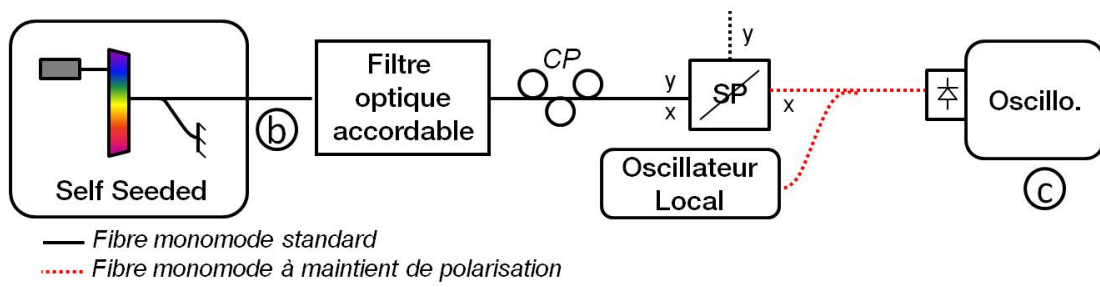 Self Seeded
b
Filtre
optique
accordable
CP
y
x
SP
y
x
Oscillateur
Local
Oscillo.
c
Fibre monomode standard
Fibre monomode à maintient de polarisation